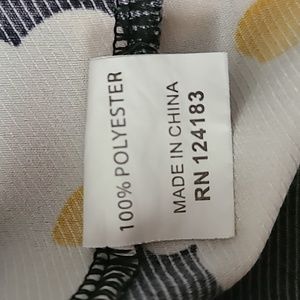 100% POLYESTER
MADE IN CHINA
RN 124183